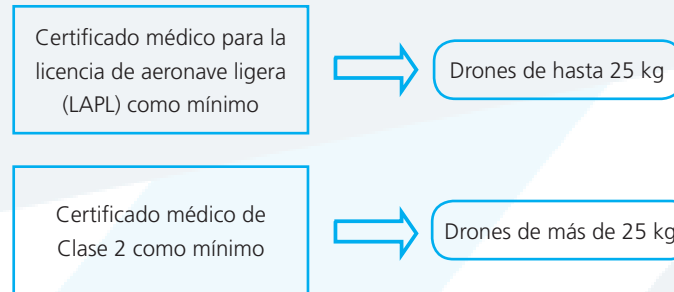 Certificado médico para la
licencia de aeronave ligera
(LAPL) como mínimo
Drones de hasta 25 kg
Certificado médico de
Clase 2 como mínimo
Drones de más de 25 kg